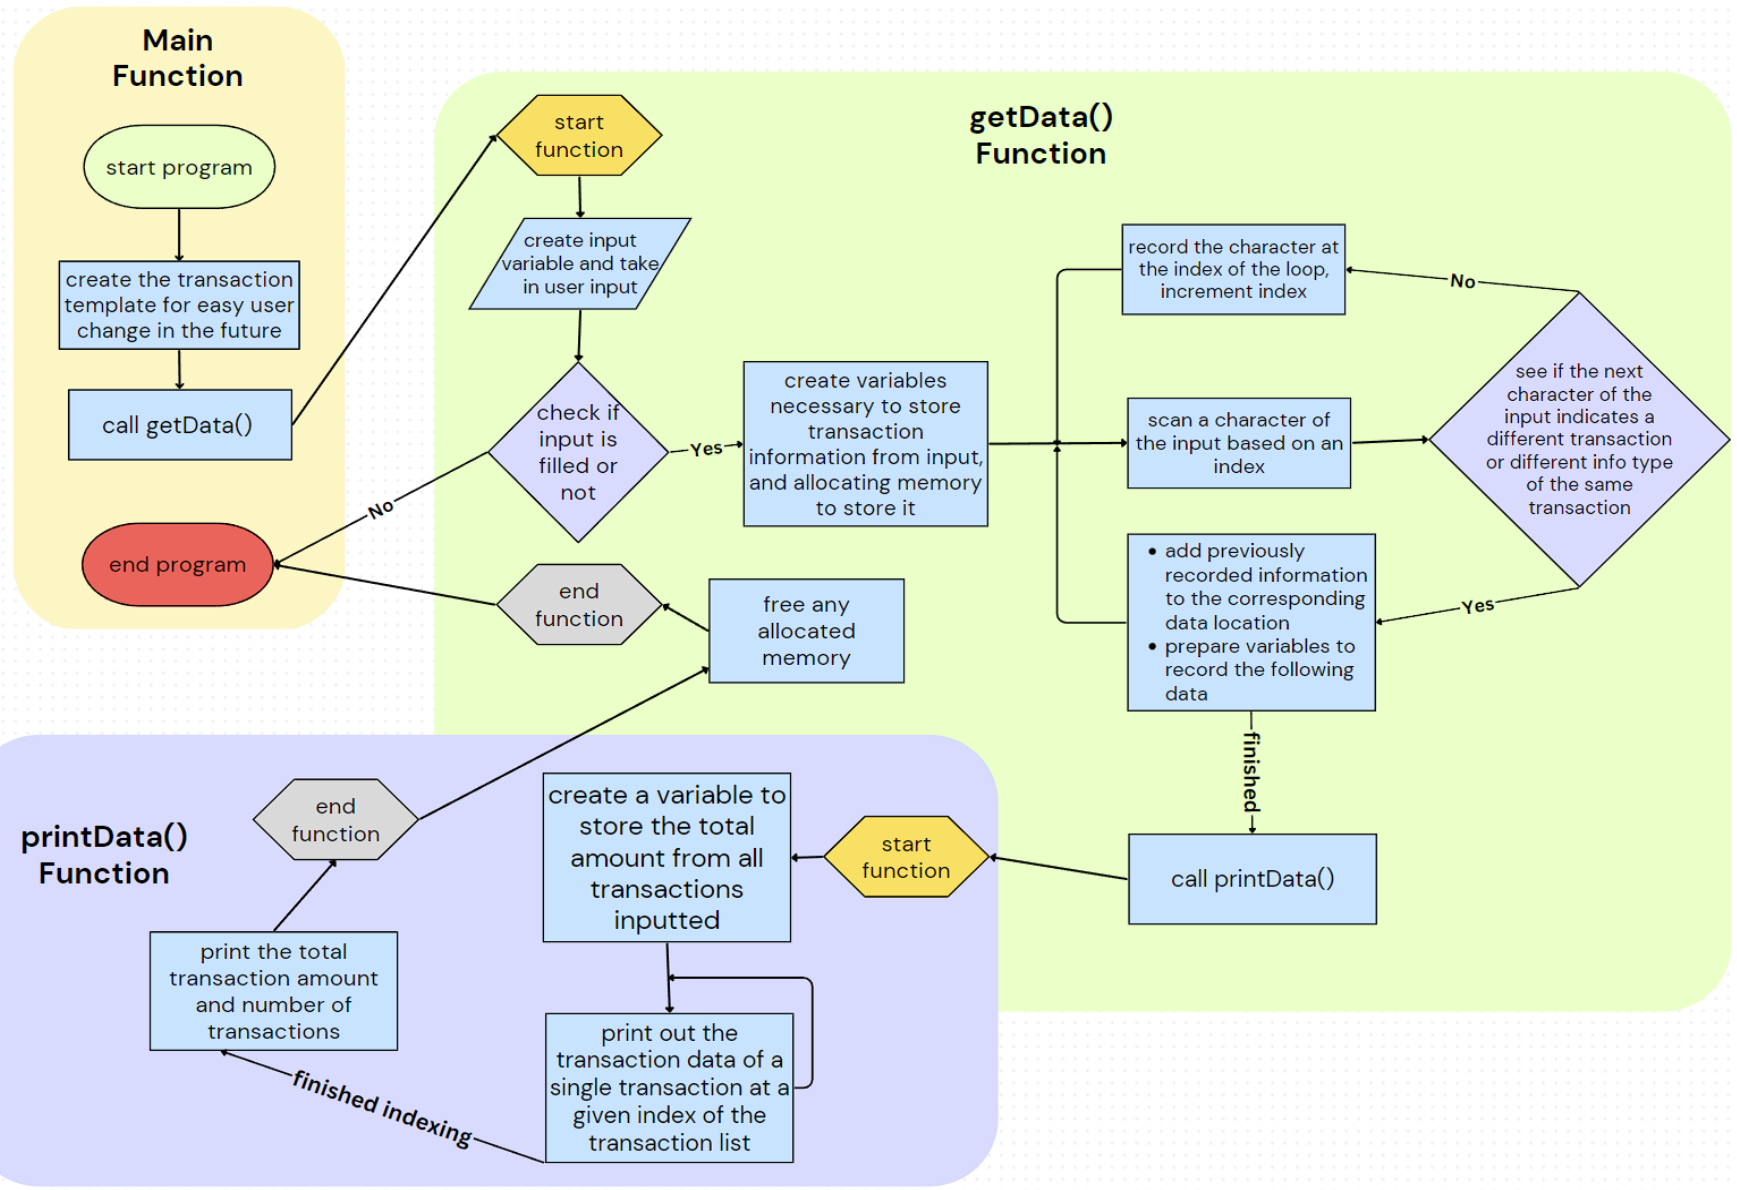 Main
Function
start program
create the transaction
template for easy user
change in the future
call getData()
end program
getData()
Function
start
function
create input
variable and take
in user input
check if
input is
filled or
not
No
Yes
create variables
necessary to store
transaction
information from input,
and allocating memory
to store it
scan a character of
the input based on an
index
see if the next
character of the
input indicates a
different transaction
or different info type
of the same
transaction
No
record the character at
the index of the loop,
increment index
Yes
• add previously
recorded information
to the corresponding
data location
• prepare variables to
record the following
data
finished
call printData()
free any
allocated
memory
end
function
printData()
Function
start
function
create a variable to
store the total
amount from all
transactions
inputted
print out the
transaction data of a
single transaction at a
given index of the
transaction list
finished indexing
print the total
transaction amount
and number of
transactions
end
function